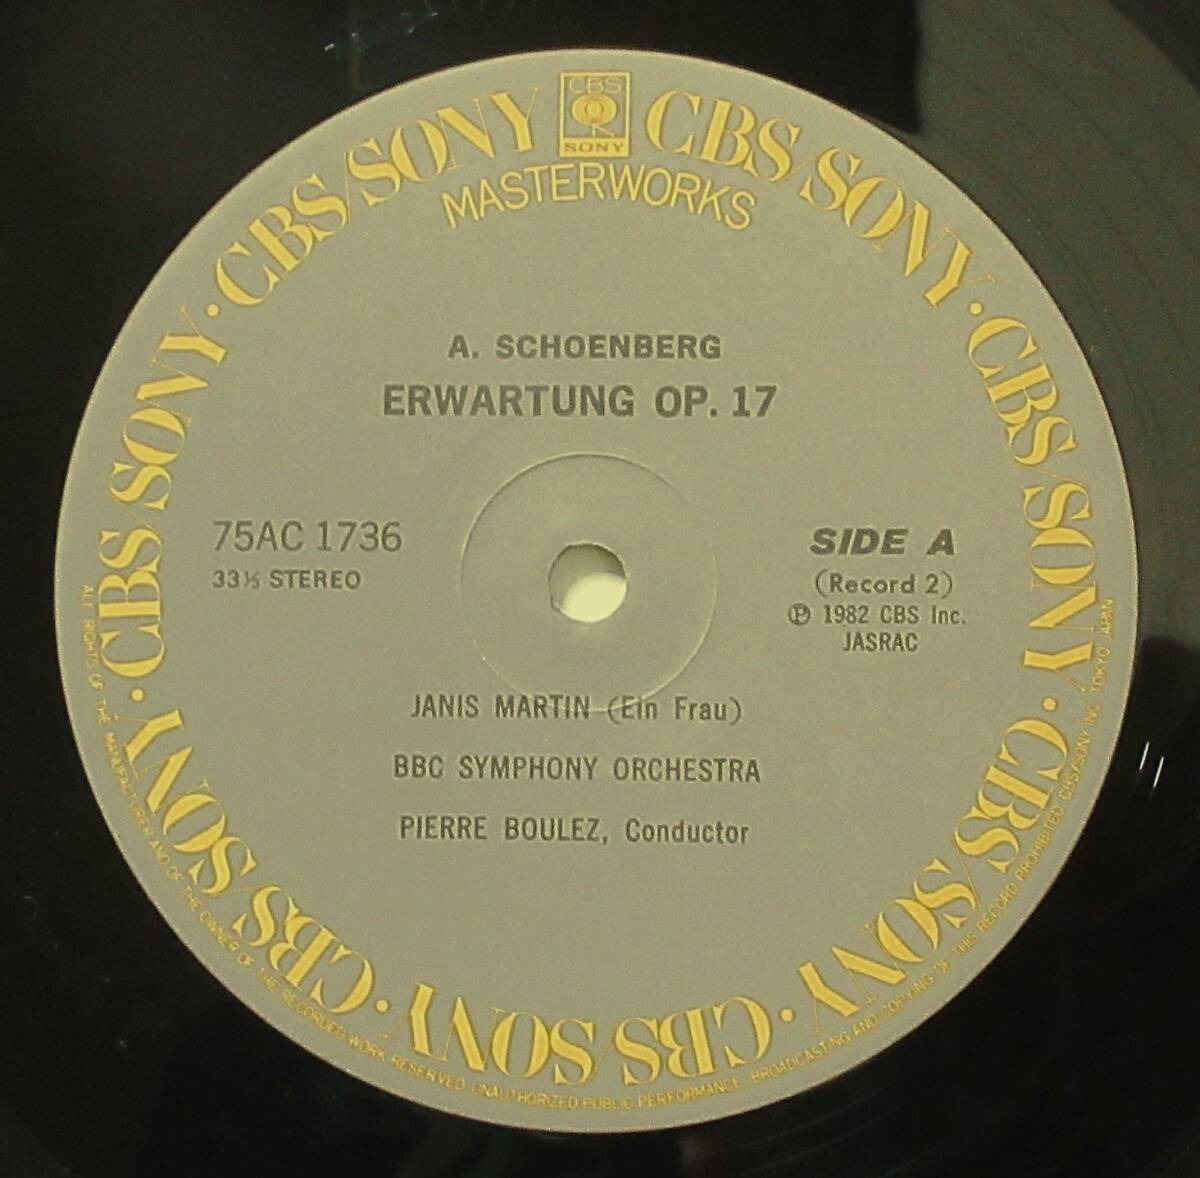 CBS
SONY
CBS/SONY · CBS/SONY · CBS/SONY · CBS/SONY · CBS/SONY · CBS/SONY · CBS/SONY · CBS/SONY
MASTERWORKS
A. SCHOENBERG
ERWARTUNG OP. 17
75AC 1736
33⅓ STEREO
SIDE A
(Record 2)
℗ 1982 CBS Inc.
JASRAC
JANIS MARTIN (Ein Frau)
BBC SYMPHONY ORCHESTRA
PIERRE BOULEZ, Conductor
ALL RIGHTS OF THE MANUFACTURER AND OF THE OWNER OF THE RECORDED WORK RESERVED UNAUTHORIZED PUBLIC PERFORMANCE BROADCASTING AND COPYING OF THIS RECORD PROHIBITED CBS/SONY INC. TOKYO JAPAN